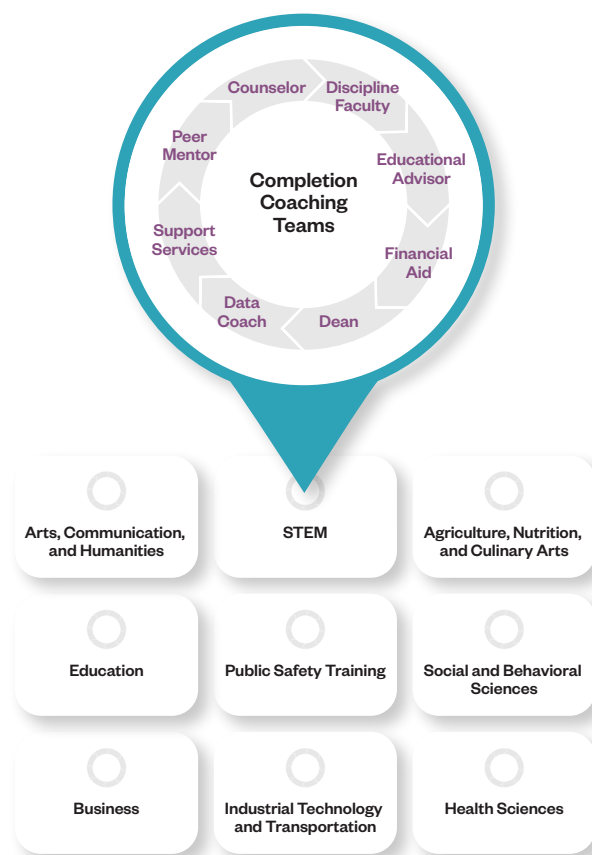 Counselor
Discipline
Faculty
Educational
Advisor
Financial
Aid
Dean
Data
Coach
Support
Services
Peer
Mentor
Completion
Coaching
Teams
Arts, Communication,
and Humanities
STEM
Agriculture, Nutrition,
and Culinary Arts
Education
Public Safety Training
Social and Behavioral
Sciences
Business
Industrial Technology
and Transportation
Health Sciences